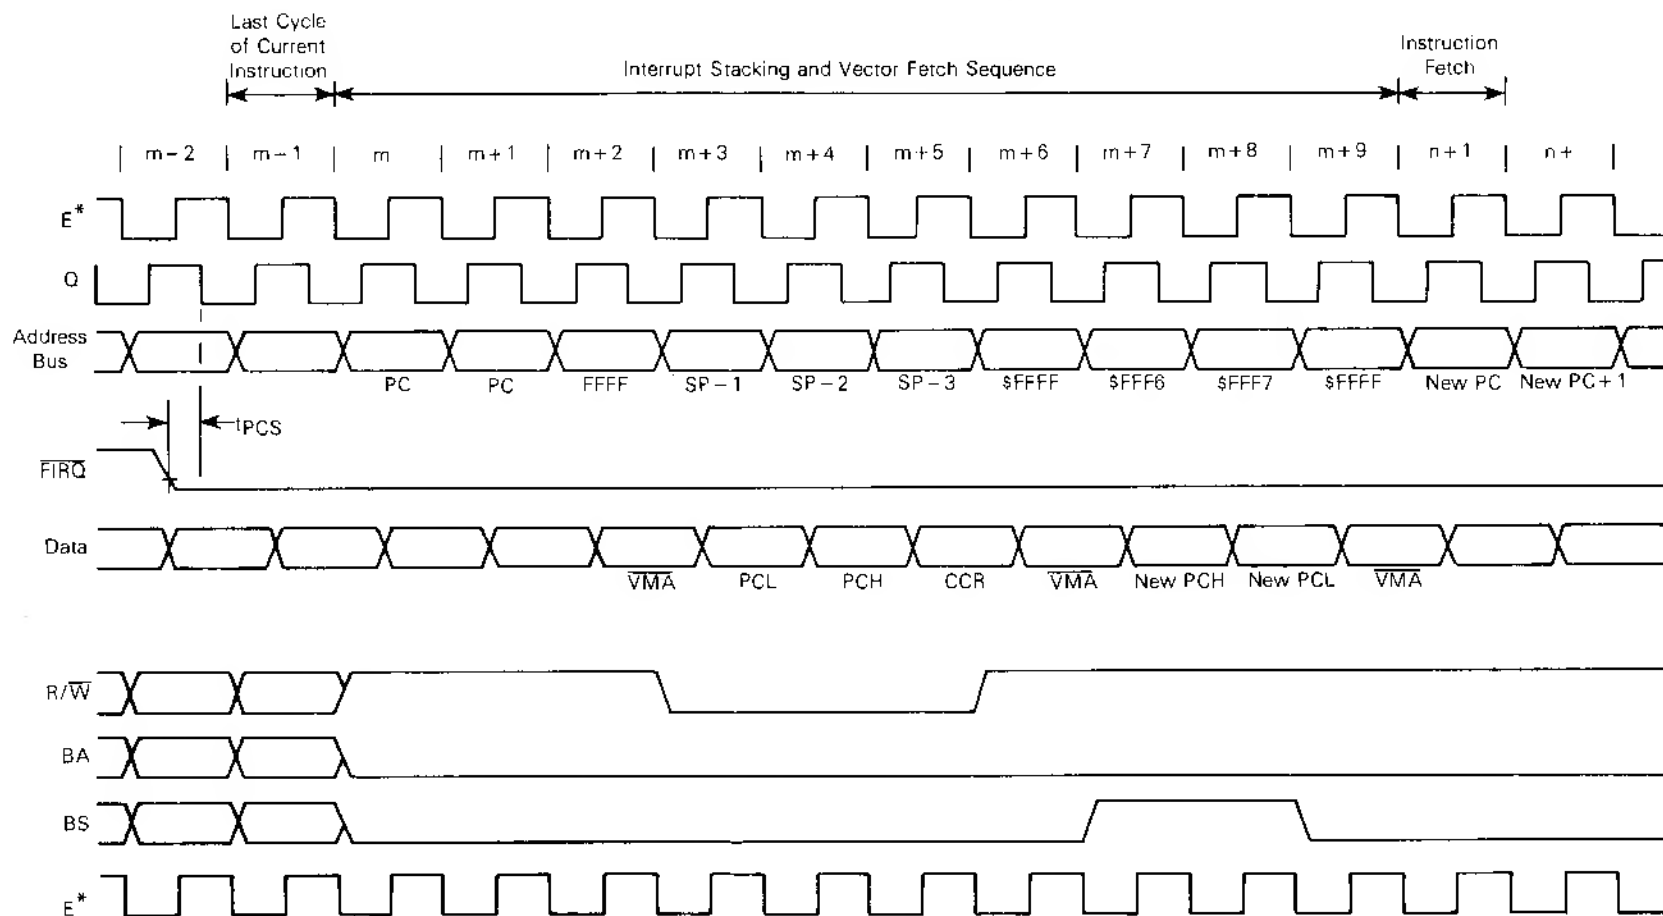 Last Cycle
of Current
Instruction
Interrupt Stacking and Vector Fetch Sequence
Instruction
Fetch
| m-2 | m-1 | m | m+1 | m+2 | m+3 | m+4 | m+5 | m+6 | m+7 | m+8 | m+9 | n+1 | n+ |
E*
Q
Address
Bus
PC PC FFFF SP-1 SP-2 SP-3 $FFFF $FFF6 $FFF7 $FFFF New PC New PC+1
tPCS
FIRQ
Data
VMA PCL PCH CCR VMA New PCH New PCL VMA
R/W
BA
BS
E*